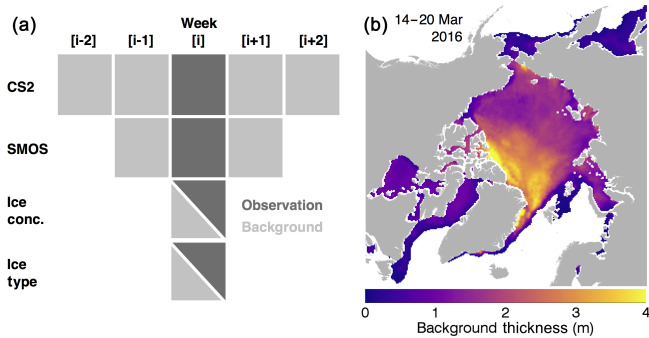 (a)
Week
[i-2] [i-1] [i] [i+1] [i+2]
CS2
SMOS
Ice
conc.
Observation
Background
Ice
type
(b)
14–20 Mar
2016
0 1 2 3 4
Background thickness (m)